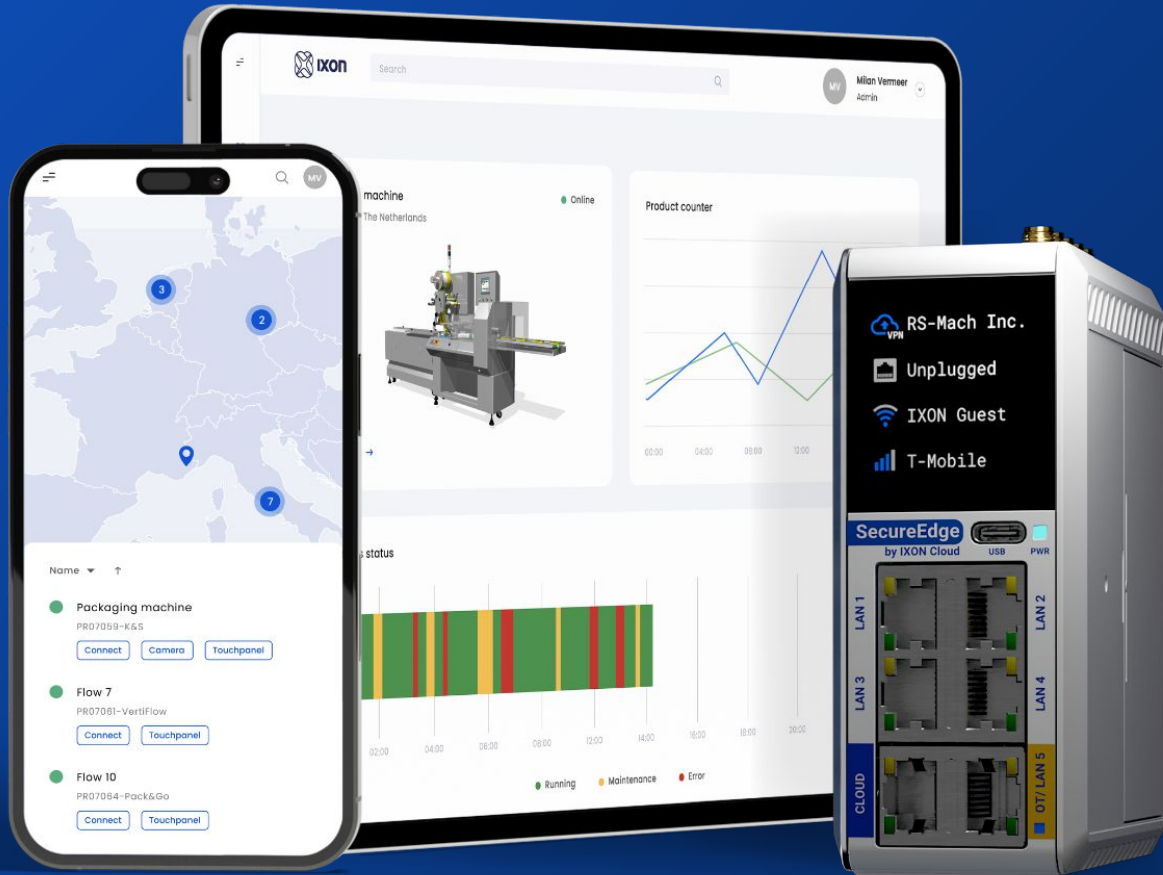 IXON
Search
MV
Milan Vermeer
Admin
machine
The Netherlands
Online
Product counter
00:00 04:00 08:00 12:00
s status
02:00 04:00 06:00 08:00 12:00 14:00 16:00 18:00 20:00
Running Maintenance Error
MV
3
2
7
Name
Packaging machine
PR07059-K&S
Connect Camera Touchpanel
Flow 7
PR07061-VertiFlow
Connect Touchpanel
Flow 10
PR07064-Pack&Go
Connect Touchpanel
VPN
RS-Mach Inc.
Unplugged
IXON Guest
T-Mobile
SecureEdge
by IXON Cloud
USB PWR
LAN 1
LAN 2
LAN 3
LAN 4
CLOUD
OT/ LAN 5